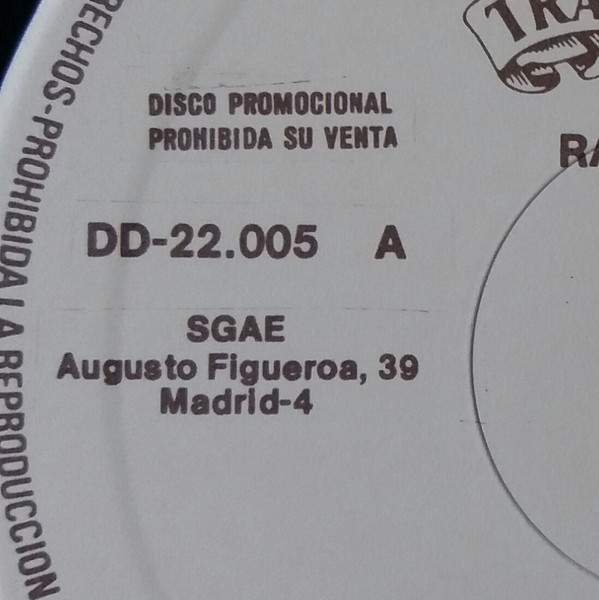 DISCO PROMOCIONAL
PROHIBIDA SU VENTA
DD-22.005 A
SGAE
Augusto Figueroa, 39
Madrid-4
RECHOS-PROHIBIDA LA REPRODUCCION